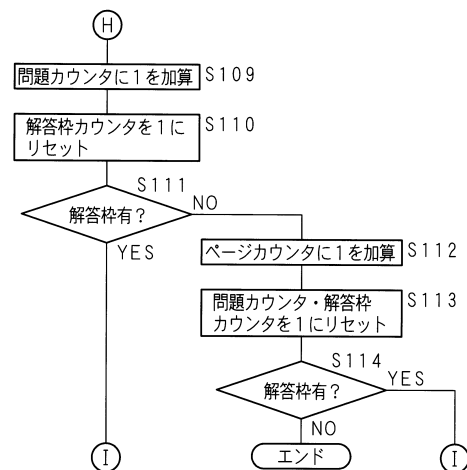 H
問題カウンタに1を加算 S109
解答枠カウンタを1に S110
リセット
S111
解答枠有?
NO
YES
ページカウンタに1を加算 S112
問題カウンタ・解答枠 S113
カウンタを1にリセット
S114
解答枠有?
YES
NO
I
エンド
I